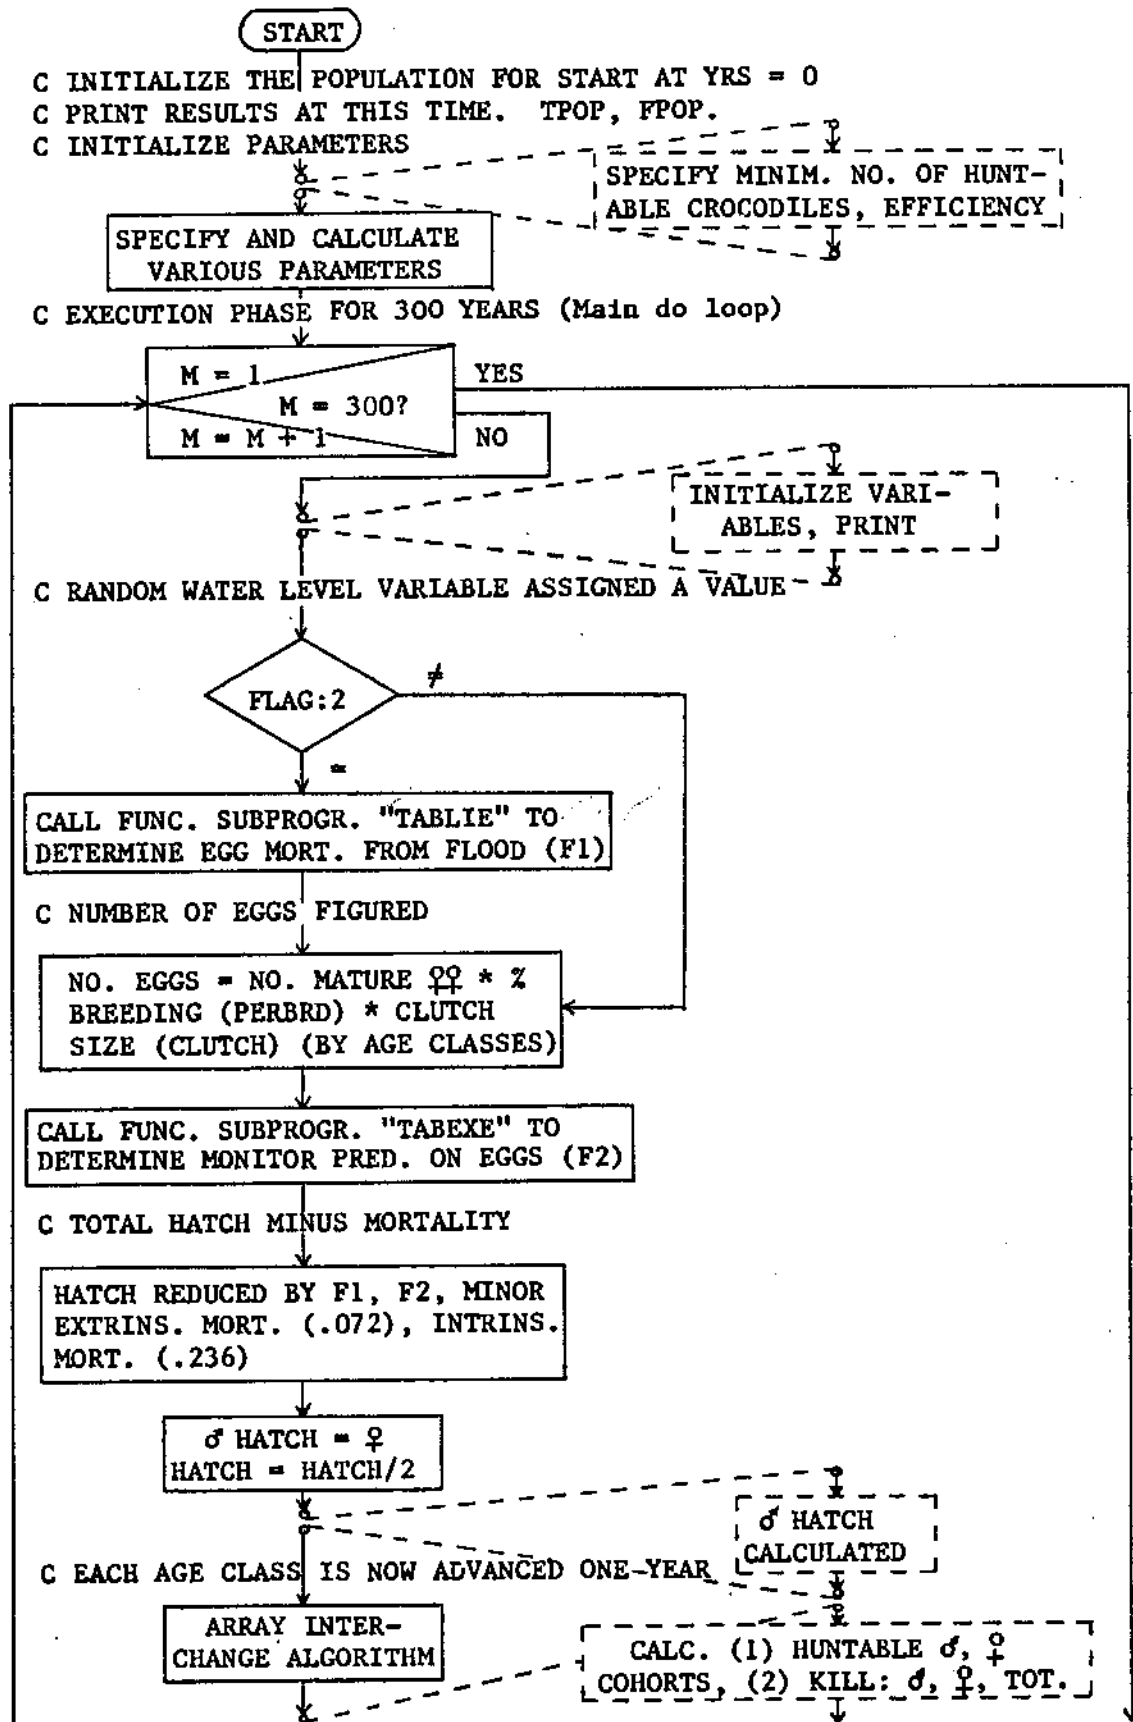 START
C INITIALIZE THE POPULATION FOR START AT YRS = 0
C PRINT RESULTS AT THIS TIME. TPOP, FPOP.
C INITIALIZE PARAMETERS
SPECIFY MINIM. NO. OF HUNT-
ABLE CROCODILES, EFFICIENCY
SPECIFY AND CALCULATE
VARIOUS PARAMETERS
C EXECUTION PHASE FOR 300 YEARS (Main do loop)
M = 1
YES
M = 300?
M = M + 1
NO
INITIALIZE VARI-
ABLES, PRINT
C RANDOM WATER LEVEL VARIABLE ASSIGNED A VALUE
≠
FLAG:2
=
CALL FUNC. SUBPROGR. "TABLIE" TO
DETERMINE EGG MORT. FROM FLOOD (F1)
C NUMBER OF EGGS FIGURED
NO. EGGS = NO. MATURE ♀♀ * %
BREEDING (PERBRD) * CLUTCH
SIZE (CLUTCH) (BY AGE CLASSES)
CALL FUNC. SUBPROGR. "TABEXE" TO
DETERMINE MONITOR PRED. ON EGGS (F2)
C TOTAL HATCH MINUS MORTALITY
HATCH REDUCED BY F1, F2, MINOR
EXTRINS. MORT. (.072), INTRINS.
MORT. (.236)
♂ HATCH = ♀
HATCH = HATCH/2
♂ HATCH
CALCULATED
C EACH AGE CLASS IS NOW ADVANCED ONE-YEAR
ARRAY INTER-
CHANGE ALGORITHM
CALC. (1) HUNTABLE ♂, ♀
COHORTS, (2) KILL: ♂, ♀, TOT.